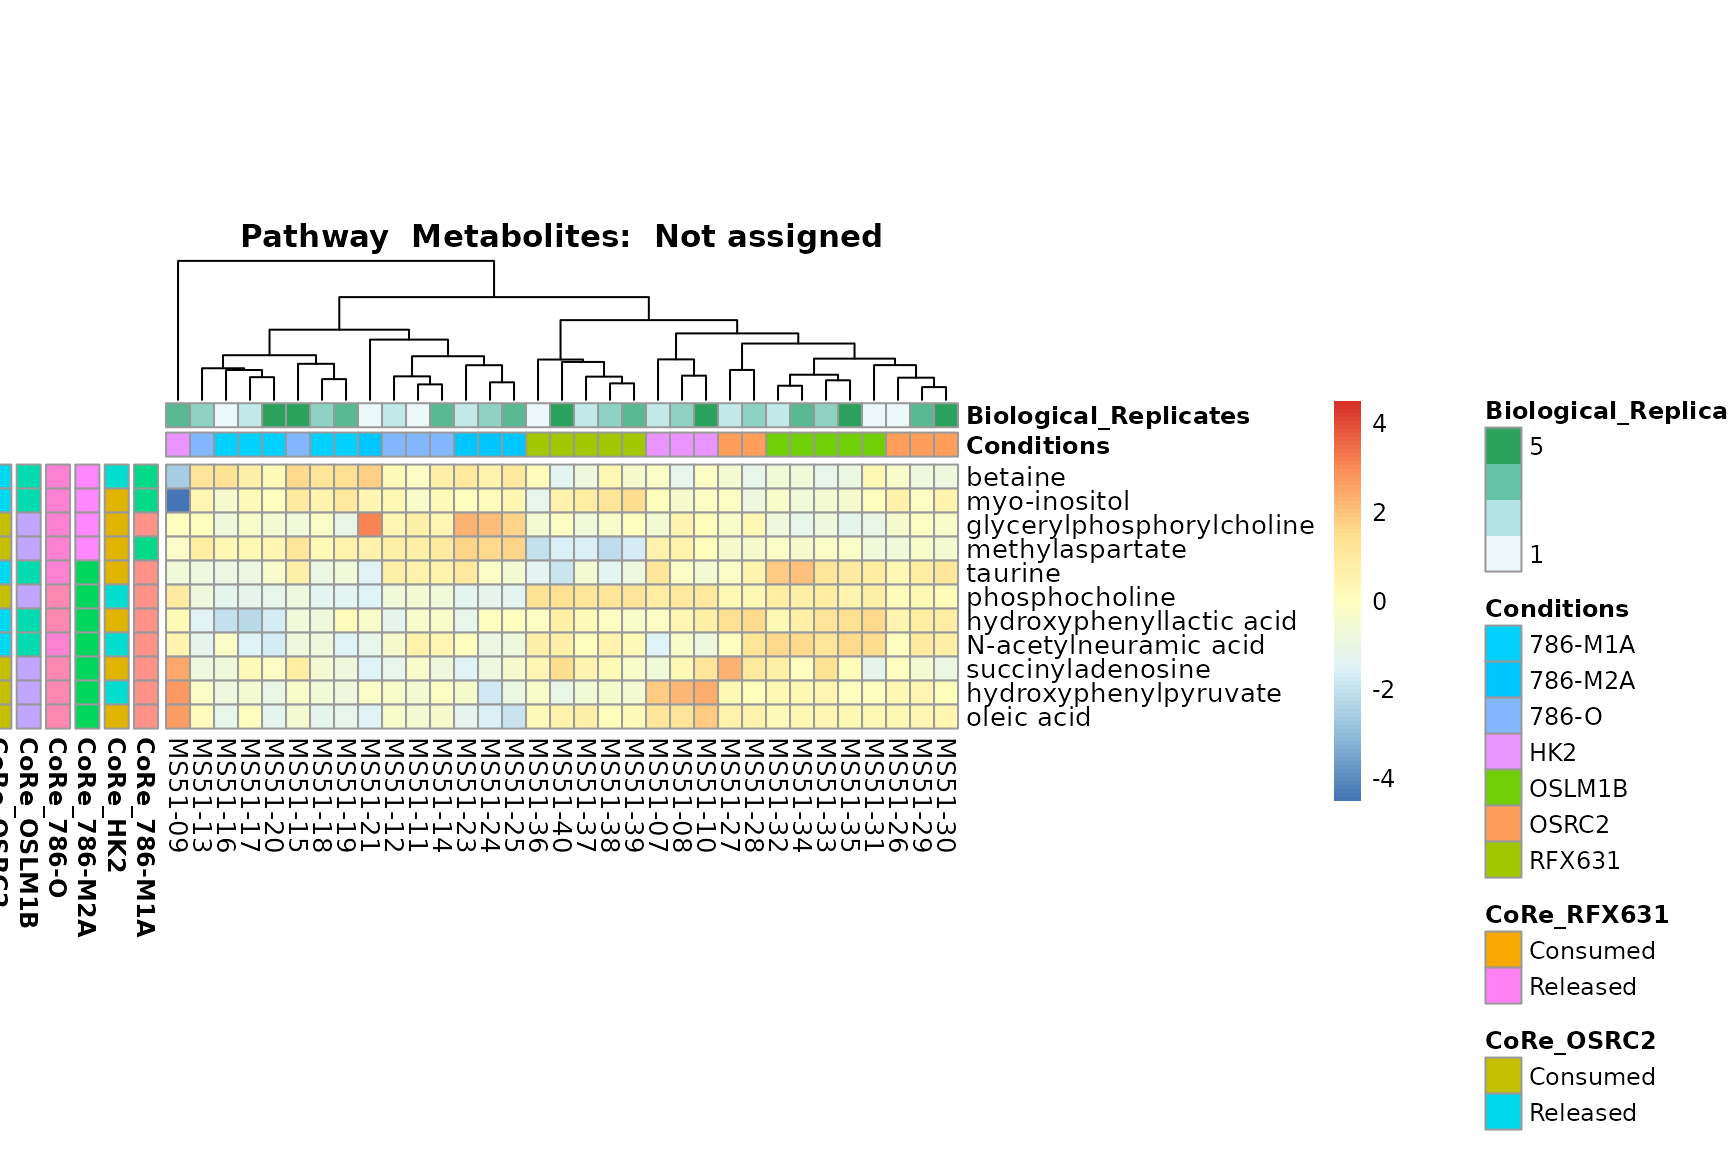 Pathway  Metabolites:  Not assigned
Biological_Replicates
Conditions
betaine
myo-inositol
glycerylphosphorylcholine
methylaspartate
taurine
phosphocholine
hydroxyphenyllactic acid
N-acetylneuramic acid
succinyladenosine
hydroxyphenylpyruvate
oleic acid
CoRe_OSLM1B
CoRe_786-O
CoRe_786-M2A
CoRe_HK2
CoRe_786-M1A
MS51-09
MS51-13
MS51-16
MS51-17
MS51-20
MS51-15
MS51-18
MS51-19
MS51-21
MS51-12
MS51-11
MS51-14
MS51-23
MS51-24
MS51-25
MS51-36
MS51-40
MS51-37
MS51-38
MS51-39
MS51-07
MS51-08
MS51-10
MS51-27
MS51-28
MS51-32
MS51-34
MS51-33
MS51-35
MS51-31
MS51-26
MS51-29
MS51-30
4
2
0
-2
-4
Biological_Replica
5
1
Conditions
786-M1A
786-M2A
786-O
HK2
OSLM1B
OSRC2
RFX631
CoRe_RFX631
Consumed
Released
CoRe_OSRC2
Consumed
Released